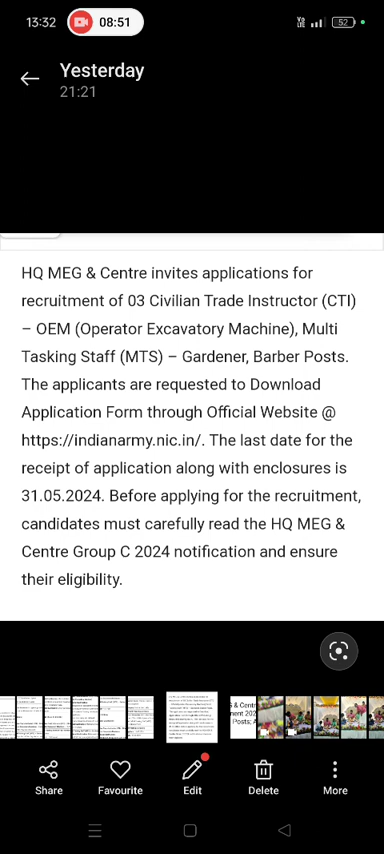 13:32
08:51
52
Yesterday
21:21
HQ MEG & Centre invites applications for
recruitment of 03 Civilian Trade Instructor (CTI)
– OEM (Operator Excavatory Machine), Multi
Tasking Staff (MTS) – Gardener, Barber Posts.
The applicants are requested to Download
Application Form through Official Website @
https://indianarmy.nic.in/. The last date for the
receipt of application along with enclosures is
31.05.2024. Before applying for the recruitment,
candidates must carefully read the HQ MEG &
Centre Group C 2024 notification and ensure
their eligibility.
Share
Favourite
Edit
Delete
More